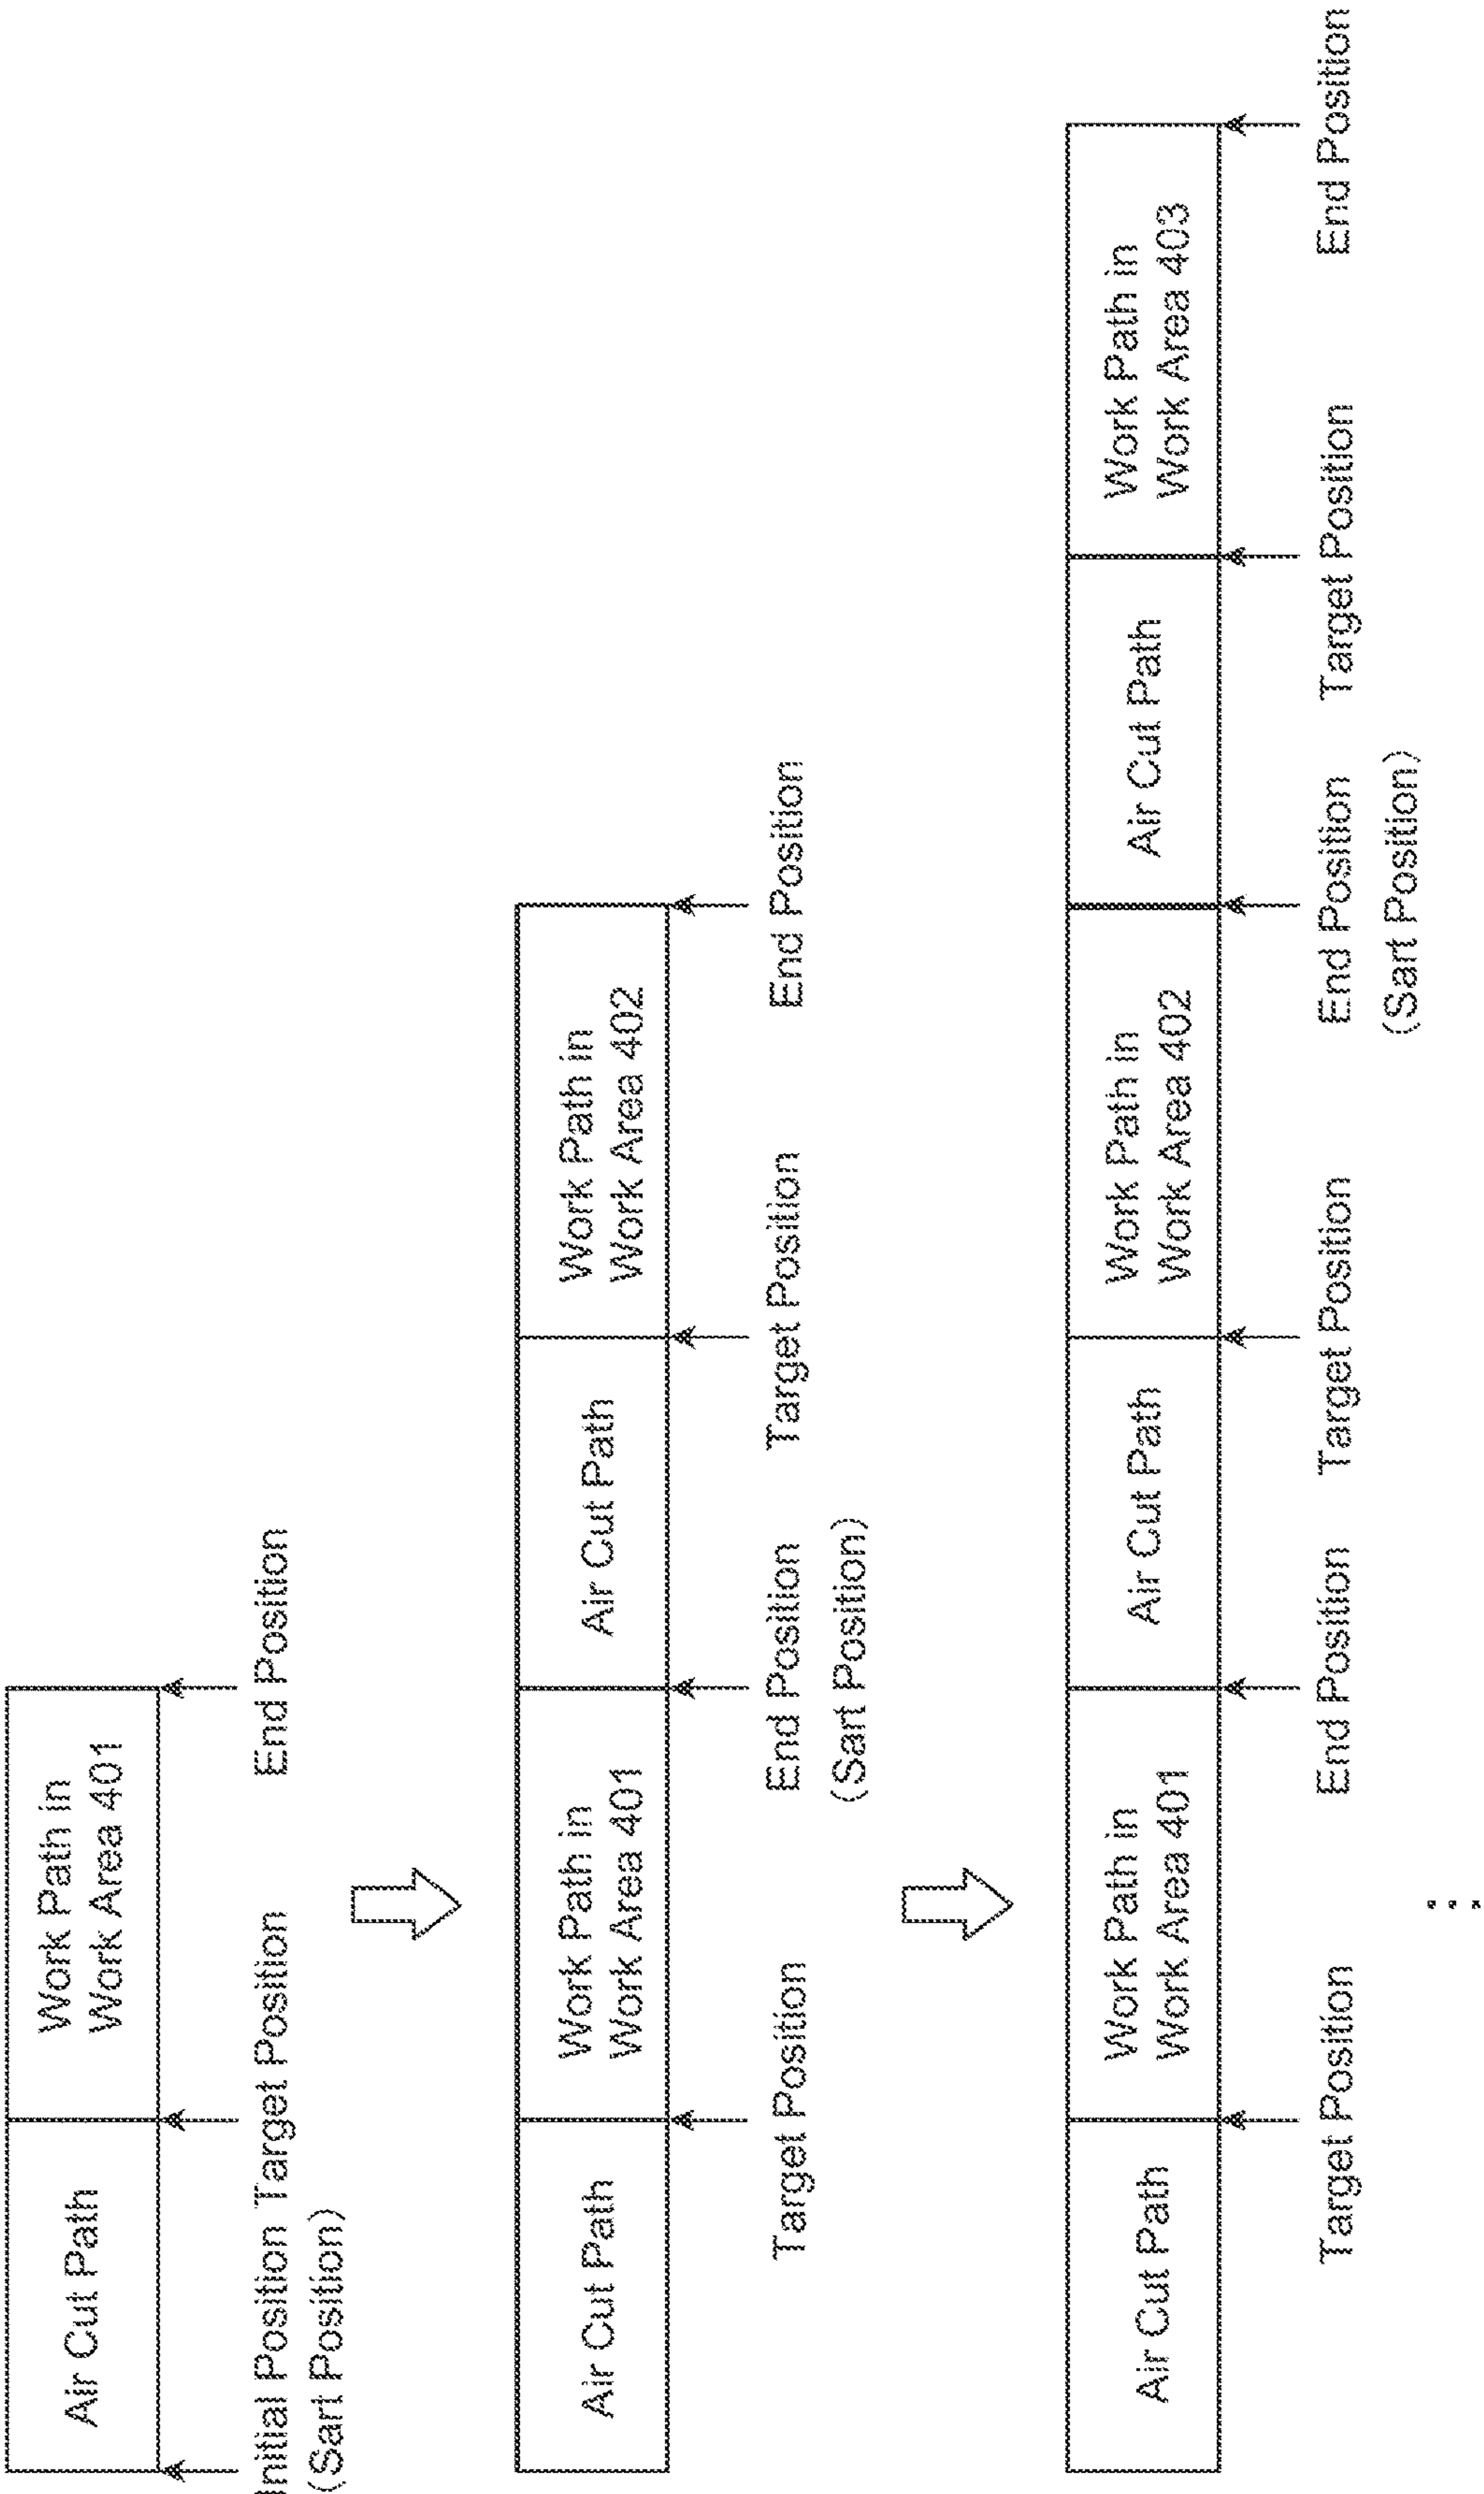 Air Cut Path
Work Path in
Work Area 401
Initial Position
(Sart Position)
Target Position
End Position
Air Cut Path
Work Path in
Work Area 401
Air Cut Path
Work Path in
Work Area 402
Target Position
End Position
(Sart Position)
Target Position
End Position
Air Cut Path
Work Path in
Work Area 401
Air Cut Path
Work Path in
Work Area 402
Air Cut Path
Work Path in
Work Area 403
Target Position
End Position
Target Position
End Position
(Sart Position)
Target Position
End Position